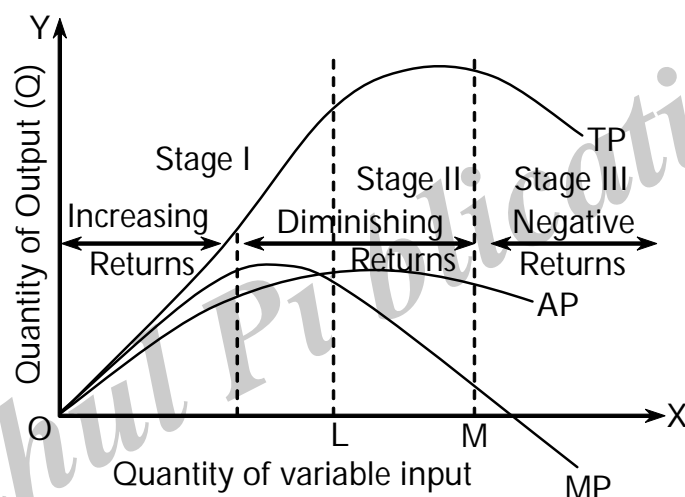 Y
Quantity of Output (Q)
TP
Stage I
Stage II
Stage III
Increasing
Returns
Diminishing
Returns
Negative
Returns
AP
O
L
M
X
Quantity of variable input
MP